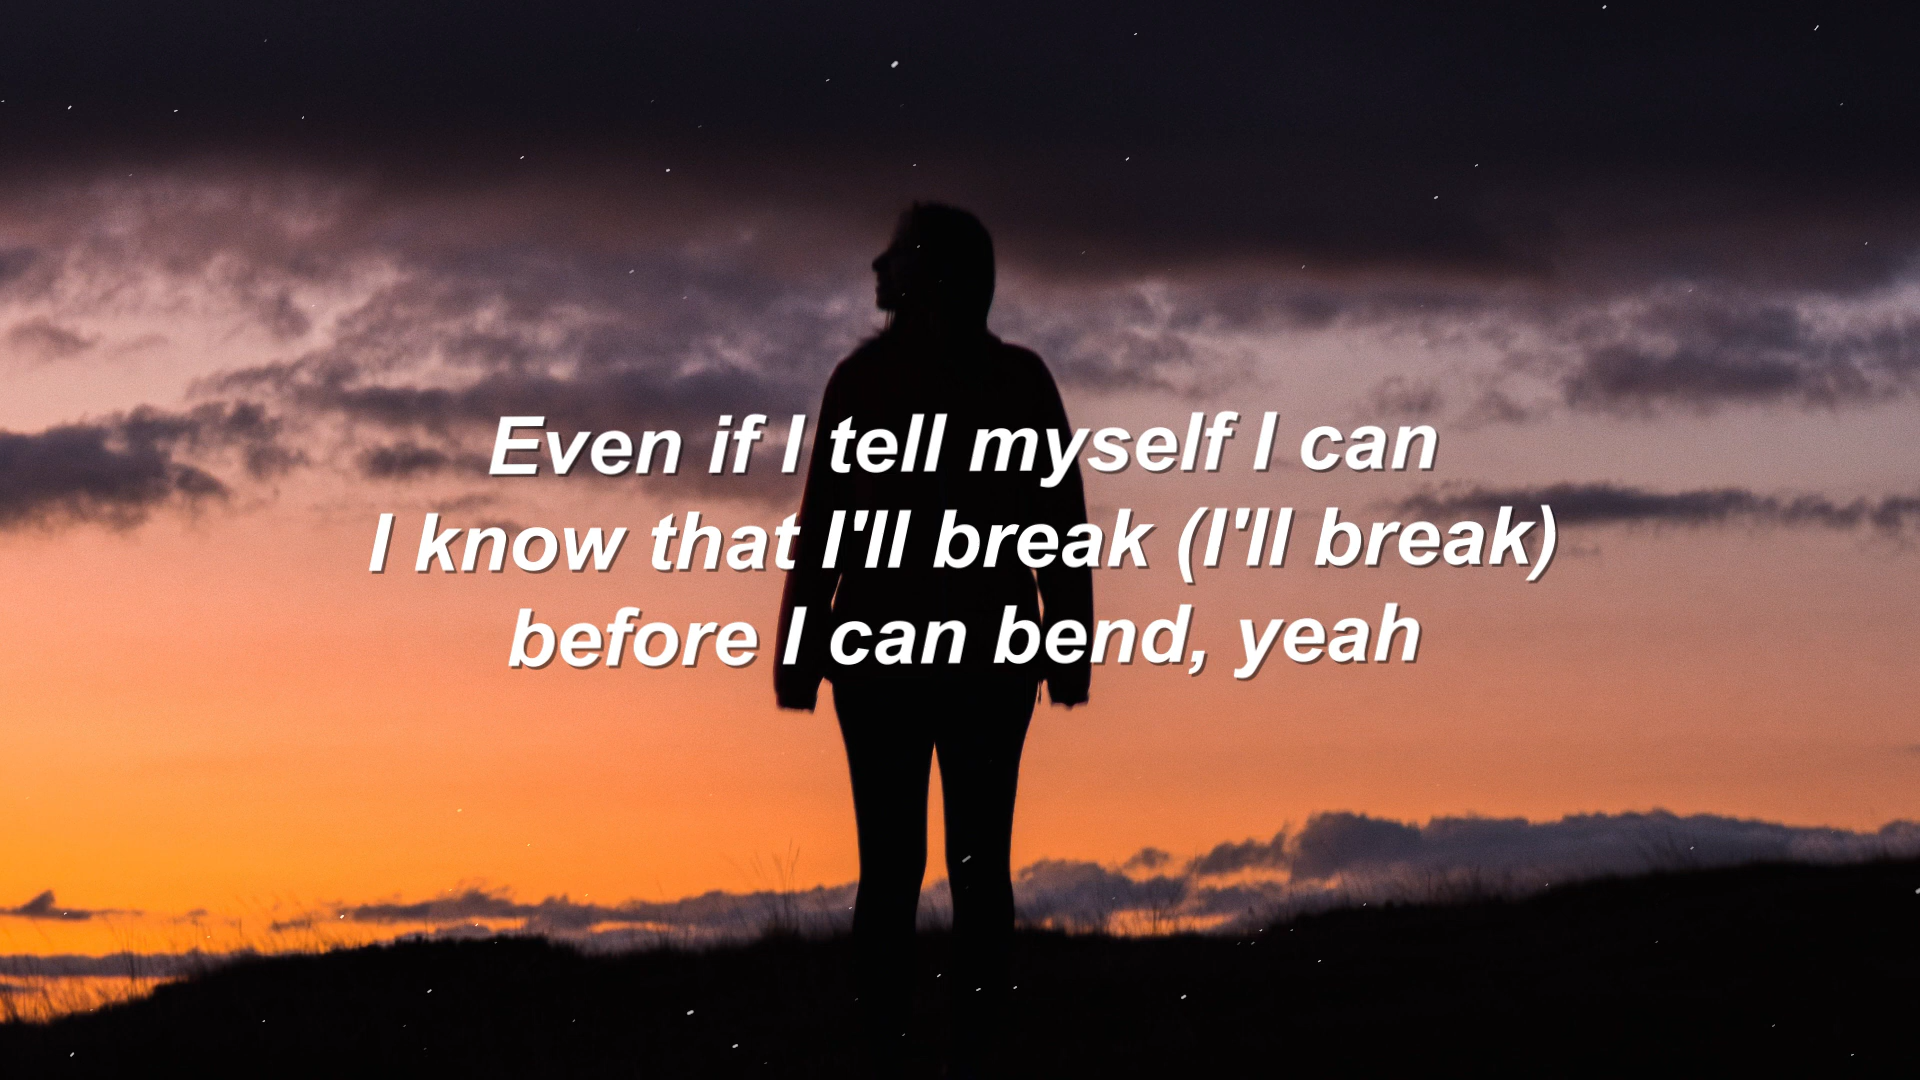 Even if I tell myself I can
I know that I'll break (I'll break)
before I can bend, yeah